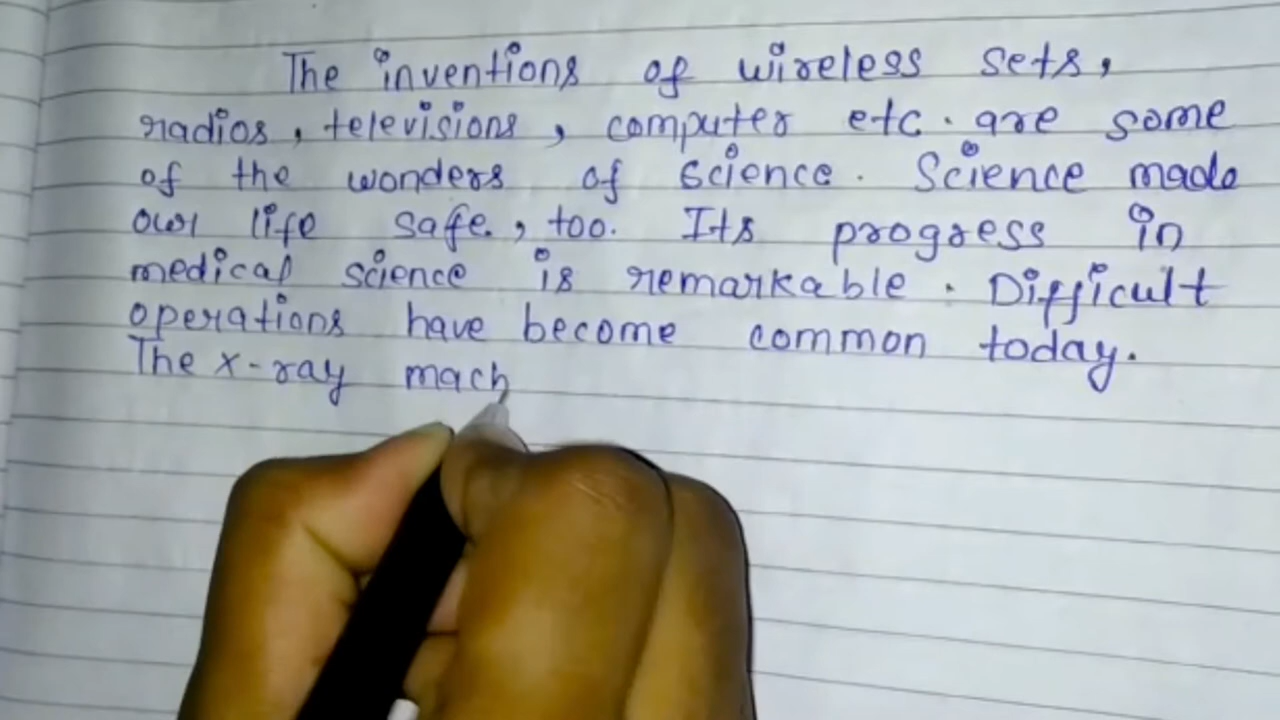 The inventions of wireless sets,
radios, televisions, computer etc. are some
of the wonders of science. Science made
our life safe, too. Its progress in
medical science is remarkable. Difficult
operations have become common today.
The x-ray mach